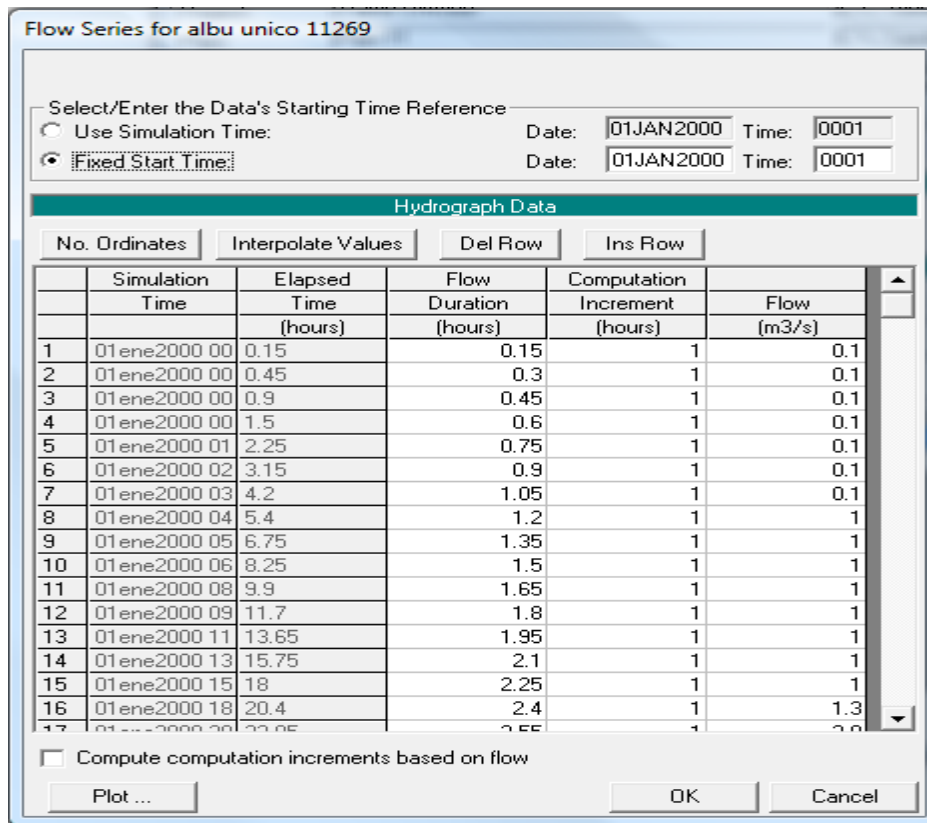 Flow Series for albu unico 11269
Select/Enter the Data's Starting Time Reference
Use Simulation Time: Date: 01JAN2000 Time: 0001
Fixed Start Time: Date: 01JAN2000 Time: 0001
Hydrograph Data
No. Ordinates Interpolate Values Del Row Ins Row
Simulation Elapsed Flow Computation
Time Time Duration Increment Flow
(hours) (hours) (hours) (m3/s)
1 01ene2000 00 0.15 0.15 1 0.1
2 01ene2000 00 0.45 0.3 1 0.1
3 01ene2000 00 0.9 0.45 1 0.1
4 01ene2000 00 1.5 0.6 1 0.1
5 01ene2000 01 2.25 0.75 1 0.1
6 01ene2000 02 3.15 0.9 1 0.1
7 01ene2000 03 4.2 1.05 1 0.1
8 01ene2000 04 5.4 1.2 1 1
9 01ene2000 05 6.75 1.35 1 1
10 01ene2000 06 8.25 1.5 1 1
11 01ene2000 08 9.9 1.65 1 1
12 01ene2000 09 11.7 1.8 1 1
13 01ene2000 11 13.65 1.95 1 1
14 01ene2000 13 15.75 2.1 1 1
15 01ene2000 15 18 2.25 1 1
16 01ene2000 18 20.4 2.4 1 1.3
Compute computation increments based on flow
Plot ... OK Cancel